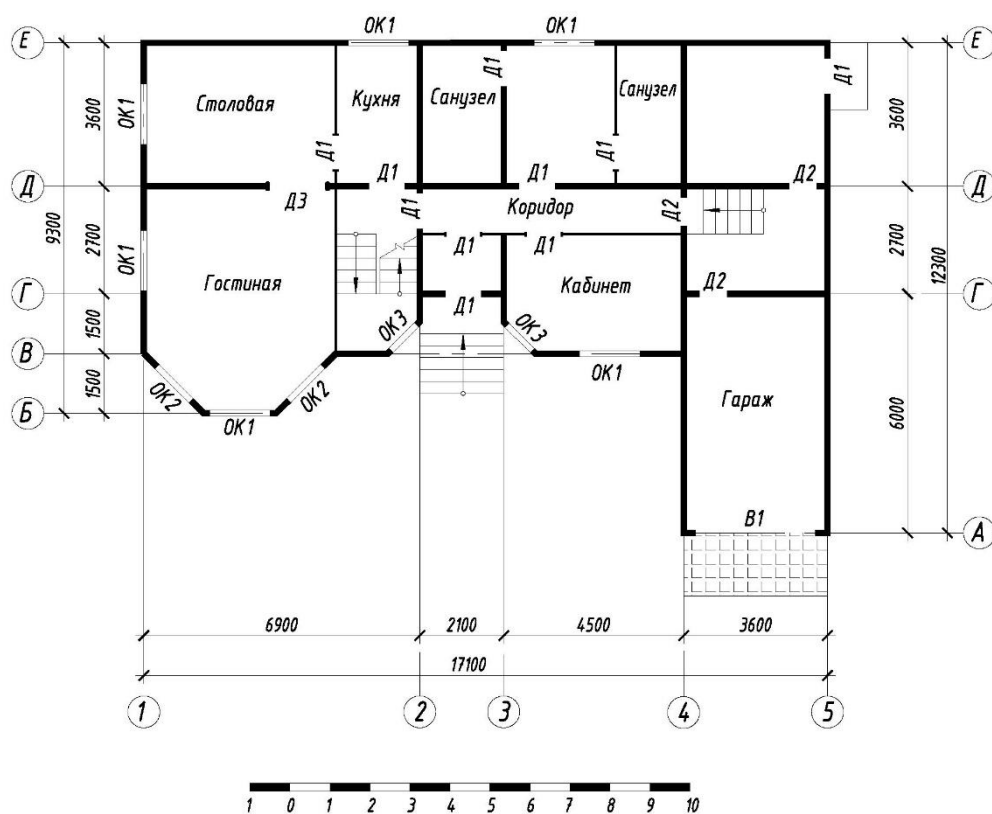 ОК1
ОК1
Е
Е
3600
ОК1
Столовая
Кухня
Санузел
Д1
Санузел
Д1
3600
Д1
Д1
Д1
Д1
Д
Д3
Д2
Д
9300
2700
ОК1
Д1
Коридор
Д2
2700
12300
Д1
Д1
Гостиная
Кабинет
Г
Д1
Д2
Г
1500
ОК3
ОК3
В
ОК1
1500
ОК2
ОК2
Гараж
6000
Б
ОК1
В1
А
6900
2100
4500
3600
17100
1
2
3
4
5
1 0 1 2 3 4 5 6 7 8 9 10